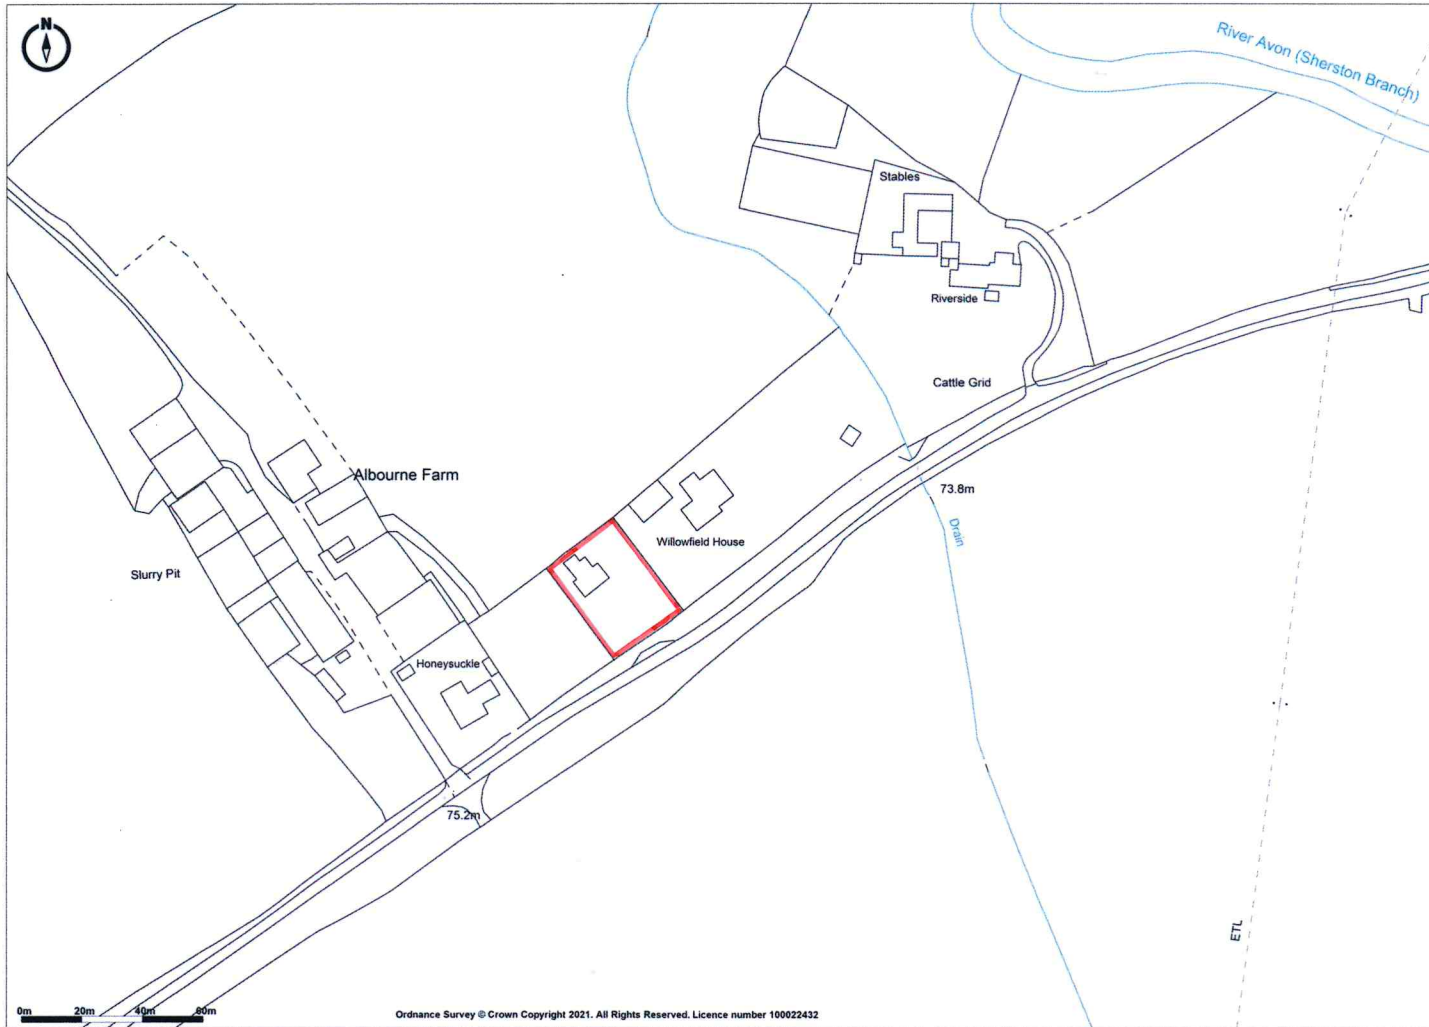 N
River Avon (Sherston Branch)
Stables
Riverside
Cattle Grid
Albourne Farm
73.8m
Drain
Willowfield House
Slurry Pit
Honeysuckle
75.2m
ETL
0m 20m 40m 60m
Ordnance Survey © Crown Copyright 2021. All Rights Reserved. Licence number 100022432